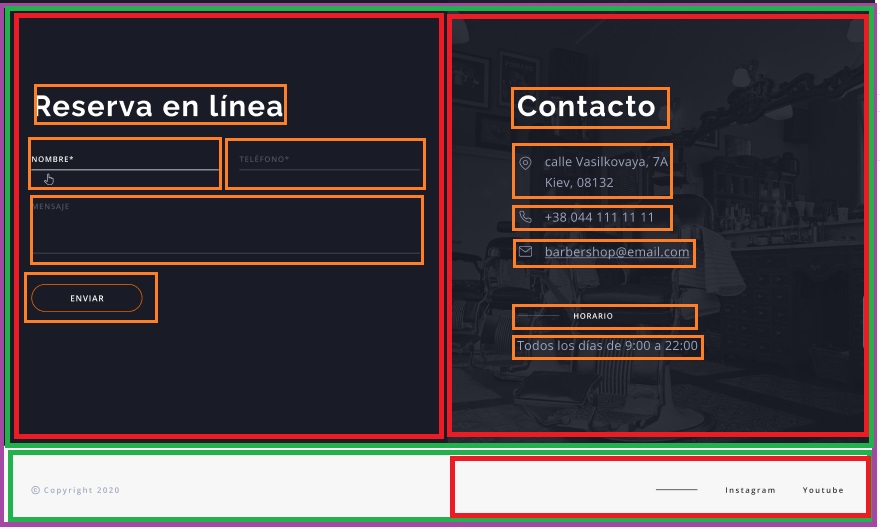 Reserva en línea
NOMBRE*
TELÉFONO*
MENSAJE
ENVIAR
Contacto
calle Vasilkovaya, 7A
Kiev, 08132
+38 044 111 11 11
barbershop@email.com
HORARIO
Todos los días de 9:00 a 22:00
© Copyright 2020
Instagram
Youtube